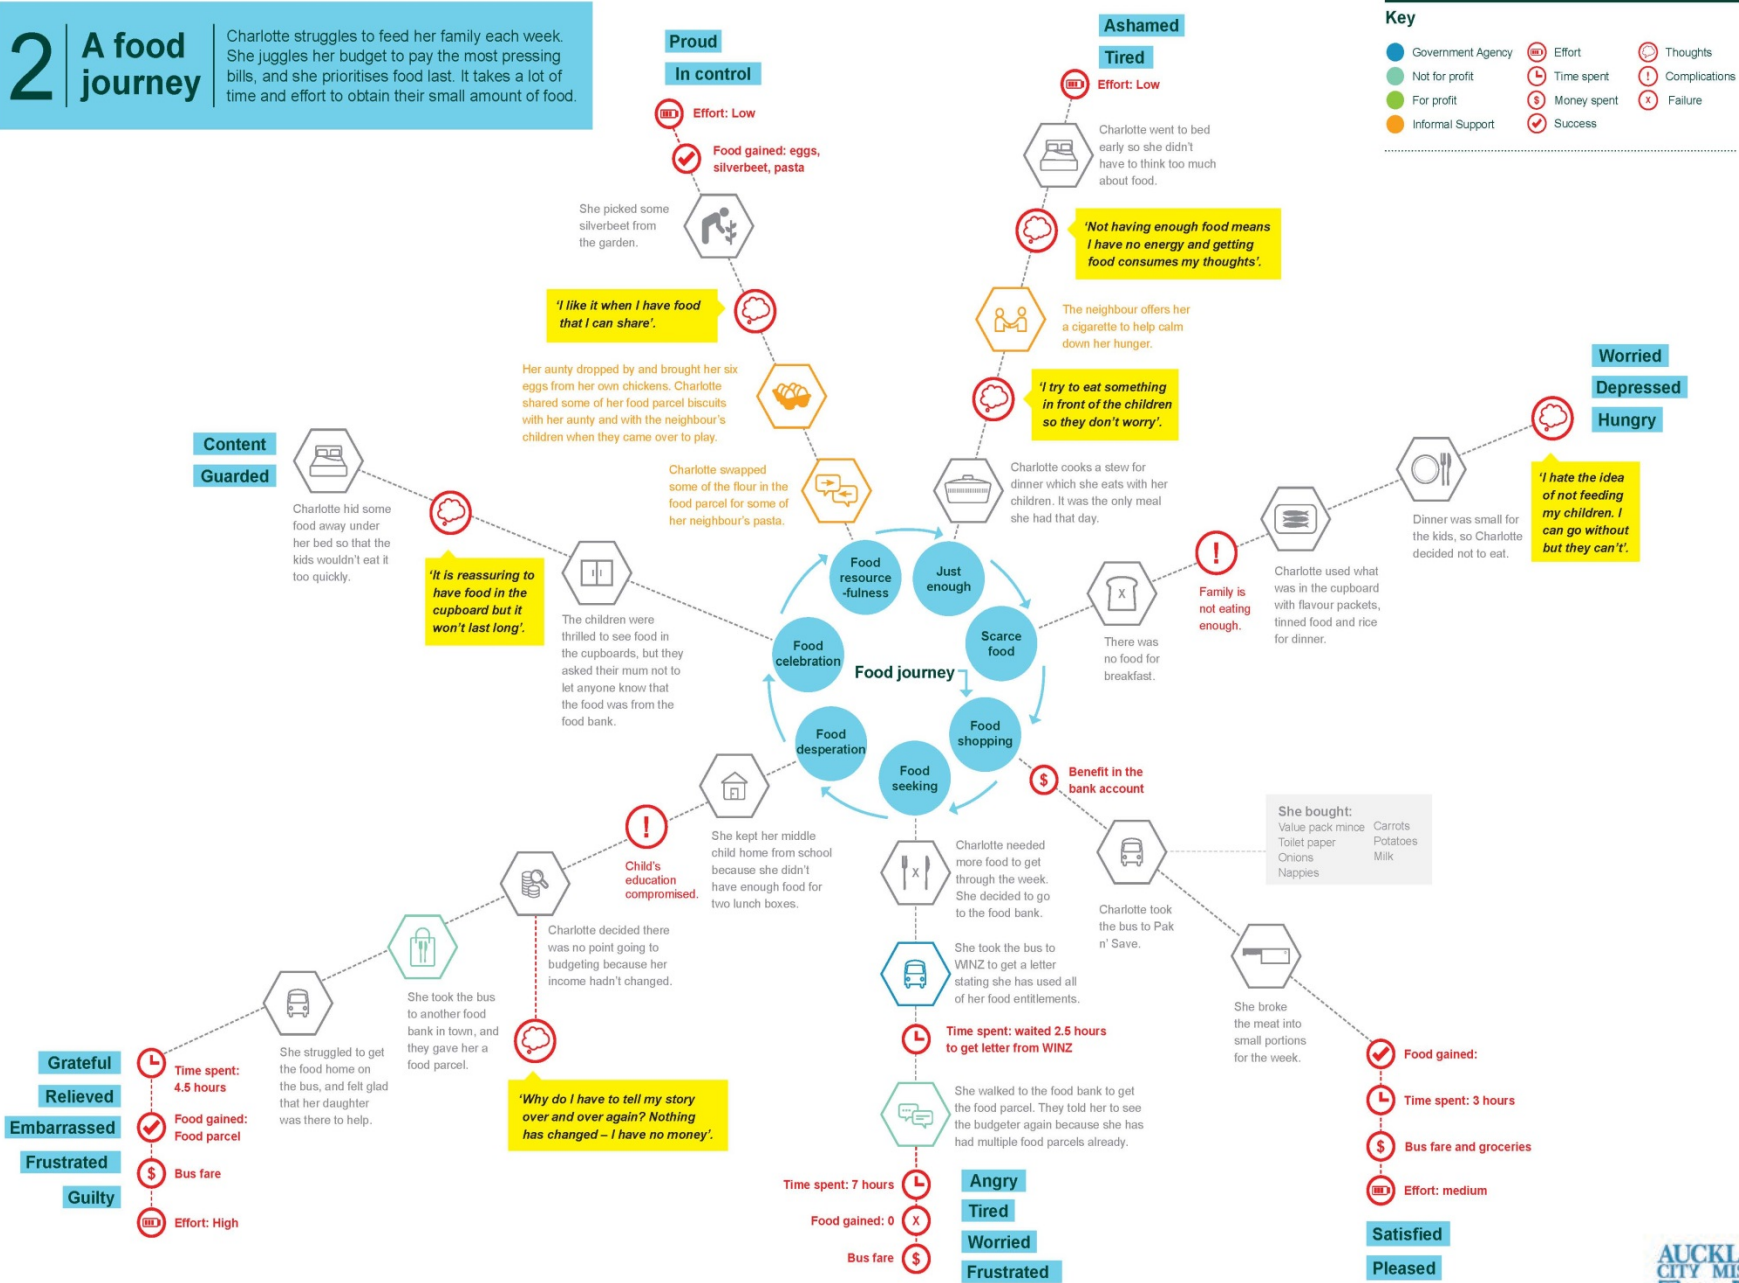 2
A food
journey
Charlotte struggles to feed her family each week.
She juggles her budget to pay the most pressing
bills, and she prioritises food last. It takes a lot of
time and effort to obtain their small amount of food.
Key
Government Agency
Not for profit
For profit
Informal Support
Effort
Time spent
Money spent
Success
Thoughts
Complications
Failure
Food journey
Food
shopping
Benefit in the
bank account
Charlotte took
the bus to Pak
n’ Save.
She bought:
Value pack mince
Toilet paper
Onions
Nappies
Carrots
Potatoes
Milk
She broke
the meat into
small portions
for the week.
Food gained:
Time spent: 3 hours
Bus fare and groceries
Effort: medium
Satisfied
Pleased
Food
seeking
Charlotte needed
more food to get
through the week.
She decided to go
to the food bank.
She took the bus to
WINZ to get a letter
stating she has used all
of her food entitlements.
Time spent: waited 2.5 hours
to get letter from WINZ
She walked to the food bank to get
the food parcel. They told her to see
the budgeter again because she has
had multiple food parcels already.
Time spent: 7 hours
Food gained: 0
Bus fare
Angry
Tired
Worried
Frustrated
Food
desperation
She kept her middle
child home from school
because she didn’t
have enough food for
two lunch boxes.
Child’s
education
compromised.
Charlotte decided there
was no point going to
budgeting because her
income hadn’t changed.
‘Why do I have to tell my story
over and over again? Nothing
has changed – I have no money’.
She took the bus
to another food
bank in town, and
they gave her a
food parcel.
She struggled to get
the food home on
the bus, and felt glad
that her daughter
was there to help.
Time spent:
4.5 hours
Food gained:
Food parcel
Bus fare
Effort: High
Grateful
Relieved
Embarrassed
Frustrated
Guilty
Food
celebration
The children were
thrilled to see food in
the cupboards, but they
asked their mum not to
let anyone know that
the food was from the
food bank.
‘It is reassuring to
have food in the
cupboard but it
won’t last long’.
Charlotte hid some
food away under
her bed so that the
kids wouldn’t eat it
too quickly.
Content
Guarded
Food
resource
-fulness
Charlotte swapped
some of the flour in the
food parcel for some of
her neighbour’s pasta.
Her aunty dropped by and brought her six
eggs from her own chickens. Charlotte
shared some of her food parcel biscuits
with her aunty and with the neighbour’s
children when they came over to play.
‘I like it when I have food
that I can share’.
She picked some
silverbeet from
the garden.
Food gained: eggs,
silverbeet, pasta
Effort: Low
Proud
In control
Just
enough
Charlotte cooks a stew for
dinner which she eats with her
children. It was the only meal
she had that day.
‘I try to eat something
in front of the children
so they don’t worry’.
The neighbour offers her
a cigarette to help calm
down her hunger.
‘Not having enough food means
I have no energy and getting
food consumes my thoughts’.
Charlotte went to bed
early so she didn’t
have to think too much
about food.
Effort: Low
Ashamed
Tired
Scarce
food
There was
no food for
breakfast.
Family is
not eating
enough.
Charlotte used what
was in the cupboard
with flavour packets,
tinned food and rice
for dinner.
Dinner was small for
the kids, so Charlotte
decided not to eat.
‘I hate the idea
of not feeding
my children. I
can go without
but they can’t’.
Worried
Depressed
Hungry
CITY